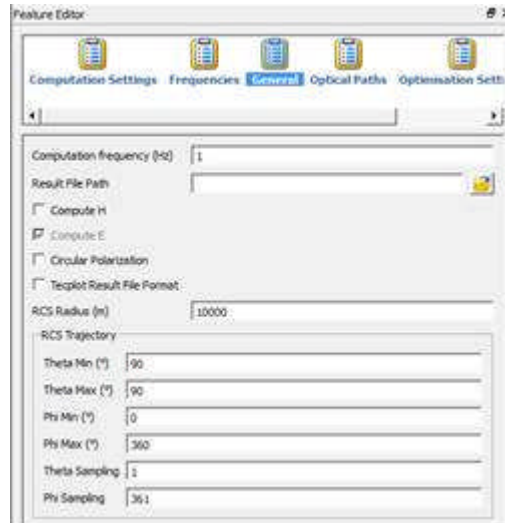 Feature Editor
Computation Settings Frequencies General Optical Paths Optimisation Sett
Computation frequency (Hz) 1
Result File Path
Compute H
Compute E
Circular Polarization
Tecplot Result File Format
RCS Radius (m) 10000
RCS Trajectory
Theta Min (°) 90
Theta Max (°) 90
Phi Min (°) 0
Phi Max (°) 360
Theta Sampling 1
Phi Sampling 361